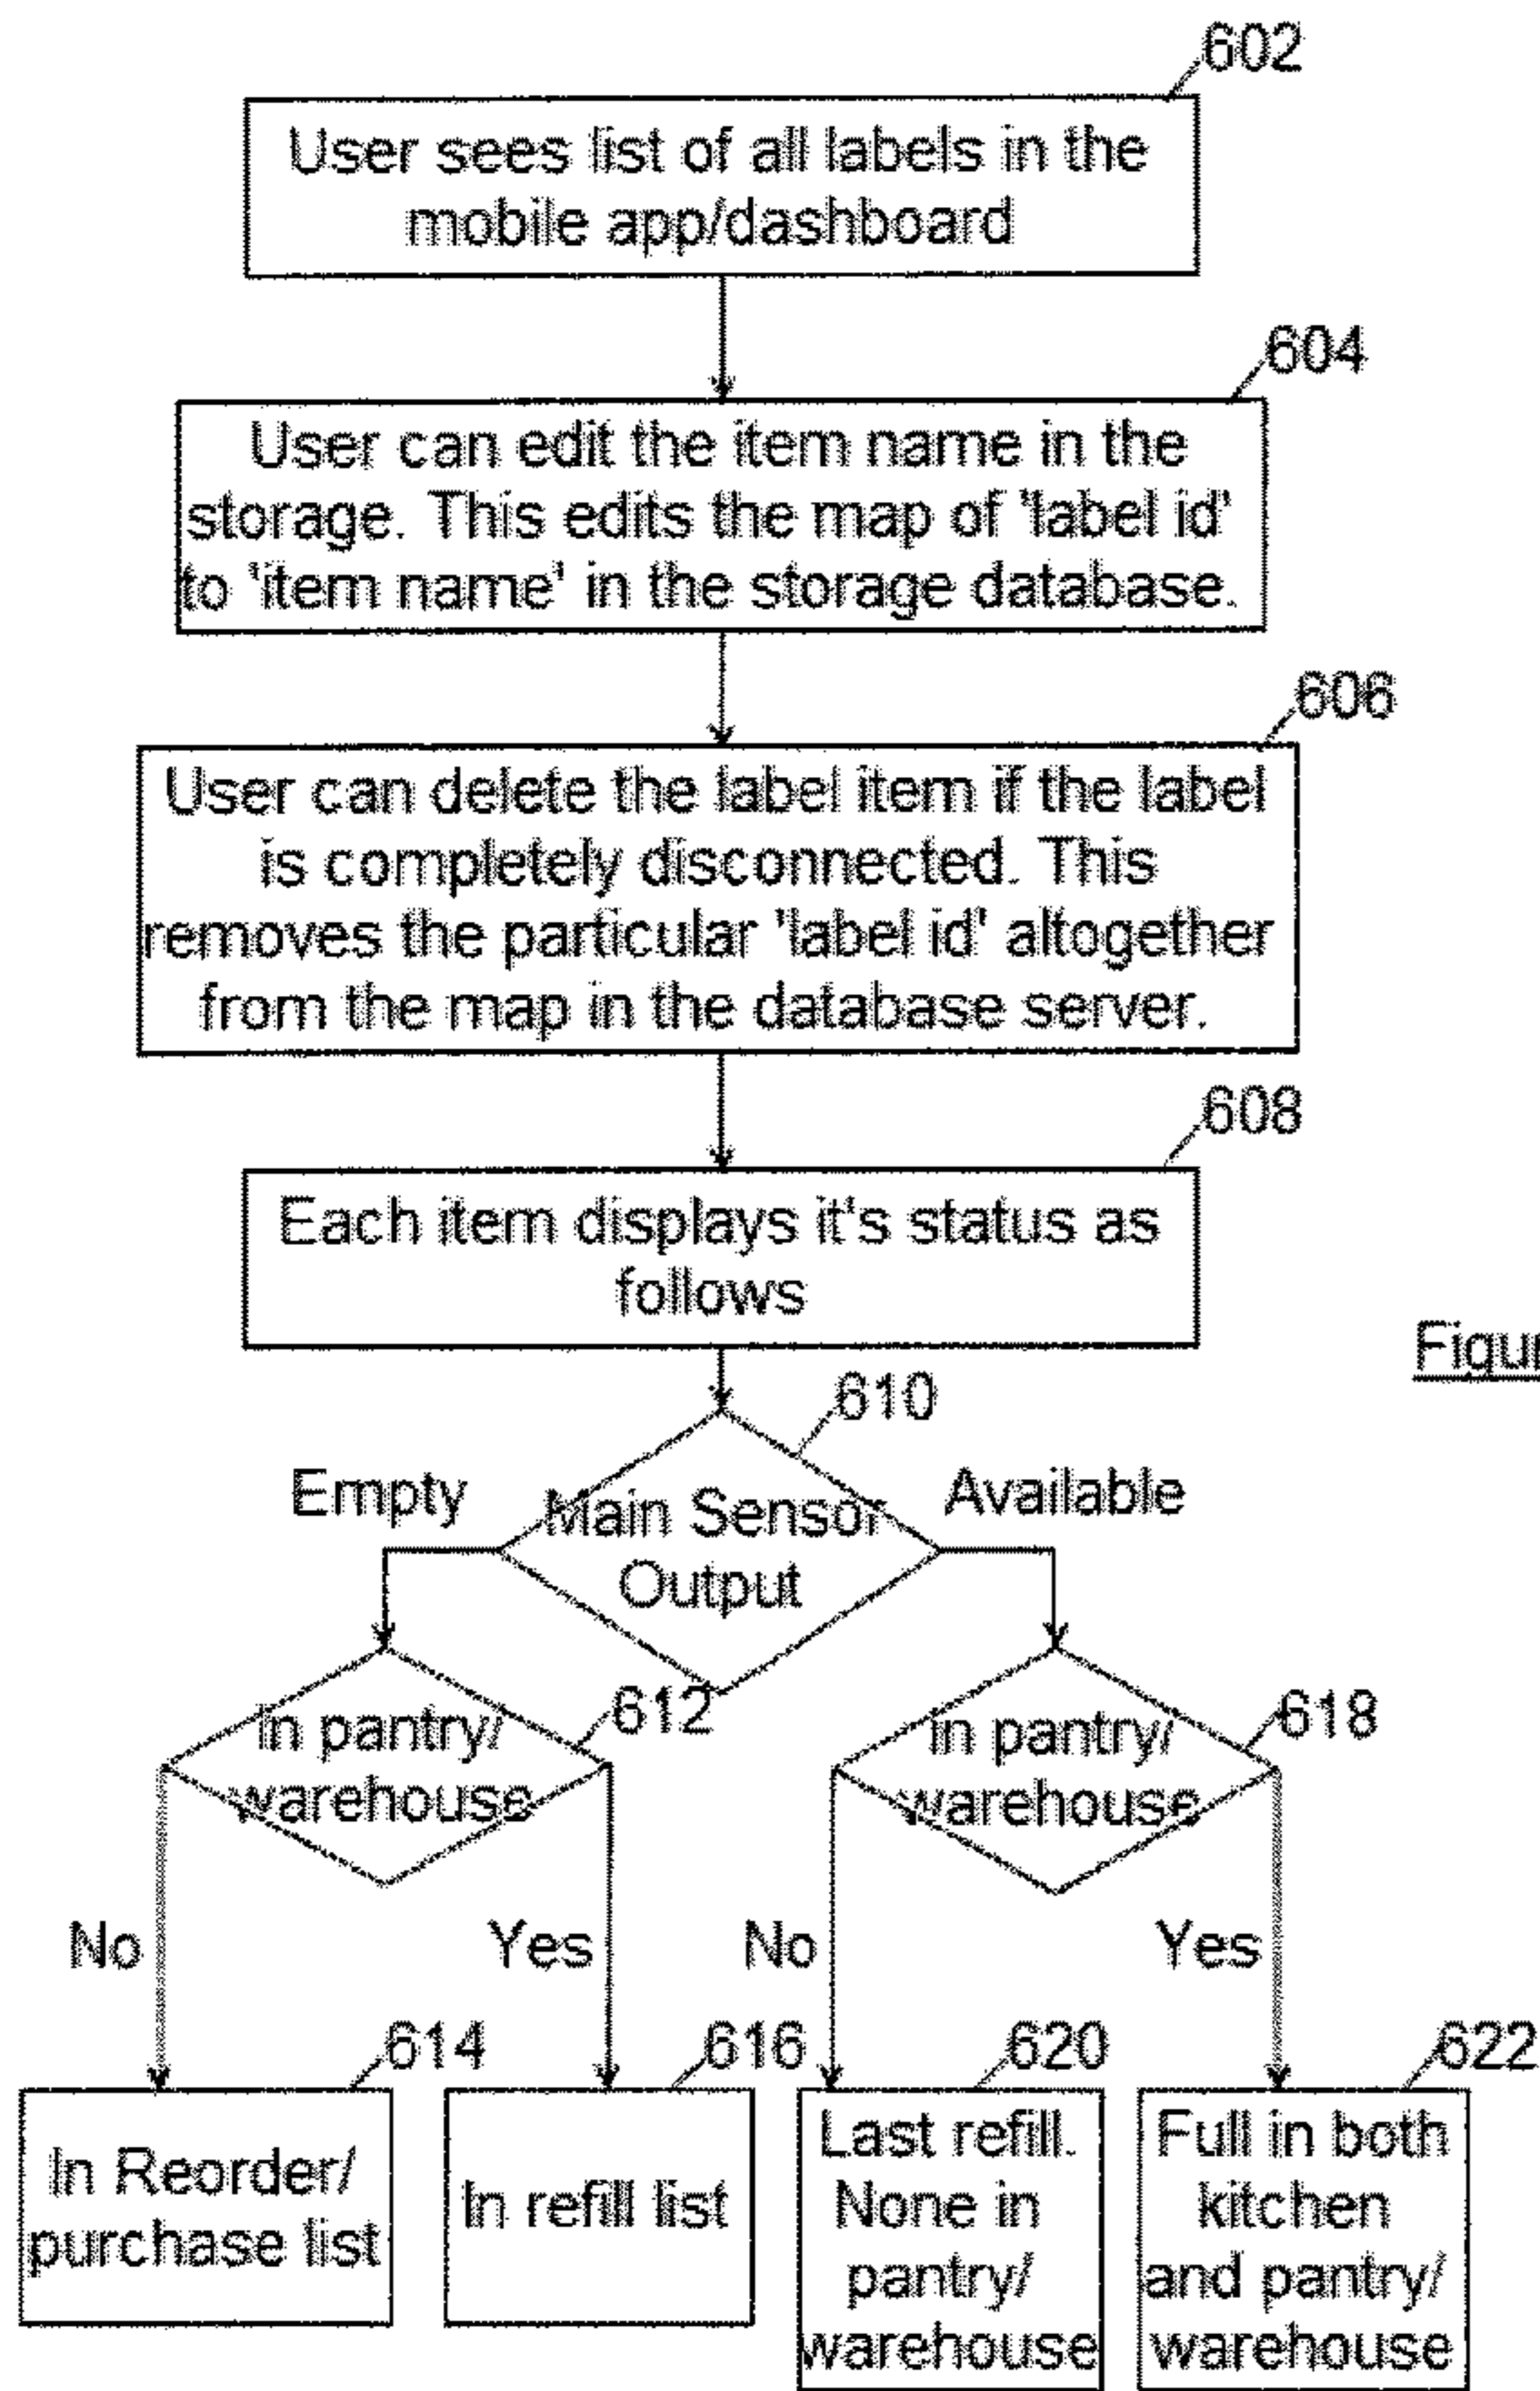 602
User sees list of all labels in the
mobile app/dashboard
604
User can edit the item name in the
storage. This edits the map of 'label id'
to 'item name' in the storage database.
606
User can delete the label item if the label
is completely disconnected. This
removes the particular 'label id' altogether
from the map in the database server.
608
Each item displays it's status as
follows
610
Empty
Main Sensor
Output
Available
612
In pantry/
warehouse
618
In pantry/
warehouse
No
Yes
No
Yes
614
In Reorder/
purchase list
616
In refill list
620
Last refill.
None in
pantry/
warehouse
622
Full in both
kitchen
and pantry/
warehouse